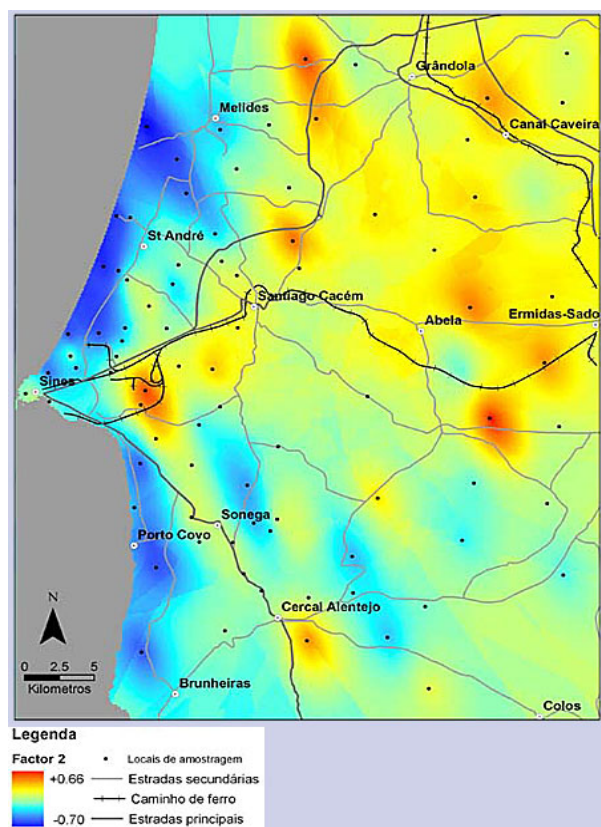 Grândola
Melides
Canal Caveira
St André
Santiago Cacém
Ermidas-Sado
Abela
Sines
Sonega
Porto Covo
N
Cercal Alentejo
0 2.5 5
Kilometros
Brunheiras
Colos
Legenda
Factor 2
Locais de amostragem
+0.66
Estradas secundárias
Caminho de ferro
-0.70
Estradas principais